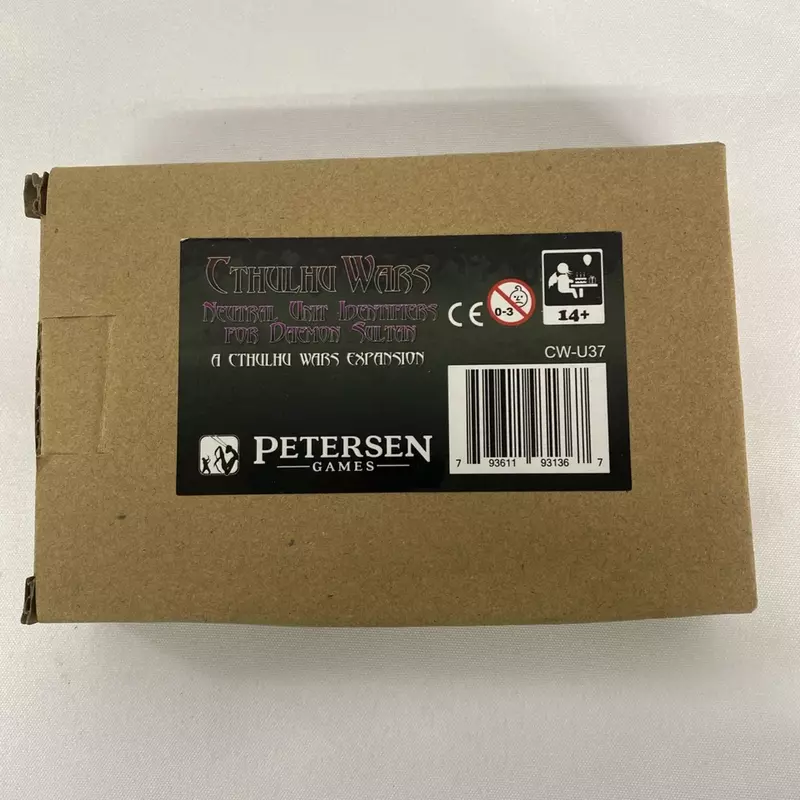 CTHULHU WARS
NEUTRAL UNIT IDENTIFIERS
FOR DAEMON SULTAN
A CTHULHU WARS EXPANSION
CE
0-3
14+
CW-U37
PETERSEN
GAMES
7 93611 93136 7